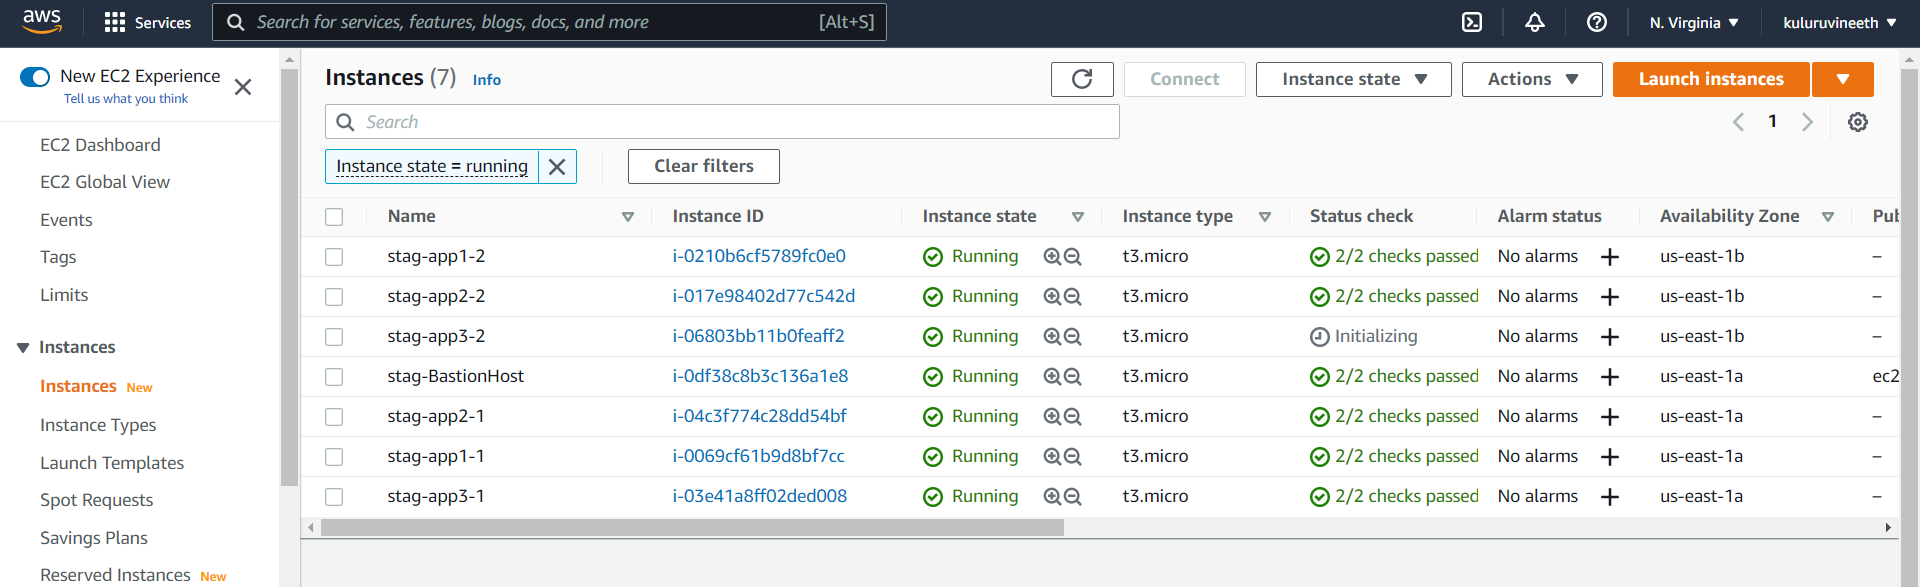 aws Services Search for services, features, blogs, docs, and more [Alt+S] N. Virginia kuluruvineeth
New EC2 Experience
Tell us what you think
EC2 Dashboard
EC2 Global View
Events
Tags
Limits
Instances
Instances New
Instance Types
Launch Templates
Spot Requests
Savings Plans
Reserved Instances New
Instances (7) Info Connect Instance state Actions Launch instances
Search
1
Instance state = running Clear filters
Name Instance ID Instance state Instance type Status check Alarm status Availability Zone Pub
stag-app1-2 i-0210b6cf5789fc0e0 Running t3.micro 2/2 checks passed No alarms + us-east-1b –
stag-app2-2 i-017e98402d77c542d Running t3.micro 2/2 checks passed No alarms + us-east-1b –
stag-app3-2 i-06803bb11b0feaff2 Running t3.micro Initializing No alarms + us-east-1b –
stag-BastionHost i-0df38c8b3c136a1e8 Running t3.micro 2/2 checks passed No alarms + us-east-1a ec2
stag-app2-1 i-04c3f774c28dd54bf Running t3.micro 2/2 checks passed No alarms + us-east-1a –
stag-app1-1 i-0069cf61b9d8bf7cc Running t3.micro 2/2 checks passed No alarms + us-east-1a –
stag-app3-1 i-03e41a8ff02ded008 Running t3.micro 2/2 checks passed No alarms + us-east-1a –